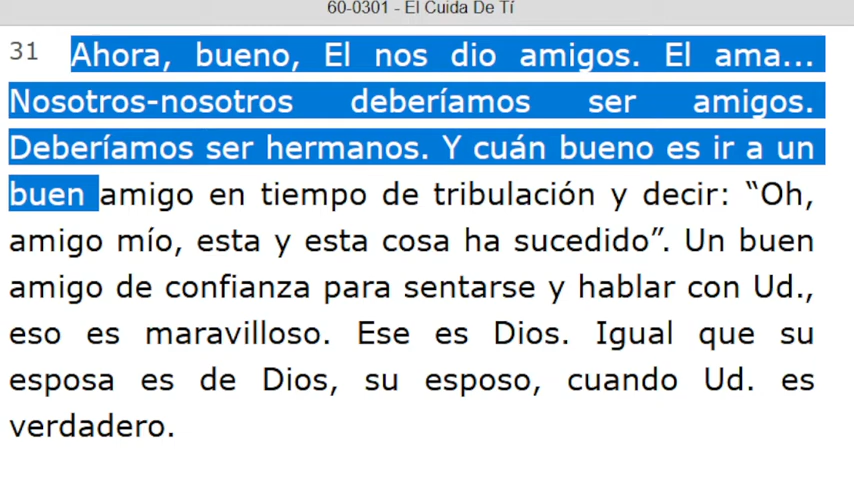 60-0301 - El Cuida De Tí
31 Ahora, bueno, El nos dio amigos. El ama...
Nosotros-nosotros deberíamos ser amigos.
Deberíamos ser hermanos. Y cuán bueno es ir a un
buen amigo en tiempo de tribulación y decir: “Oh,
amigo mío, esta y esta cosa ha sucedido”. Un buen
amigo de confianza para sentarse y hablar con Ud.,
eso es maravilloso. Ese es Dios. Igual que su
esposa es de Dios, su esposo, cuando Ud. es
verdadero.